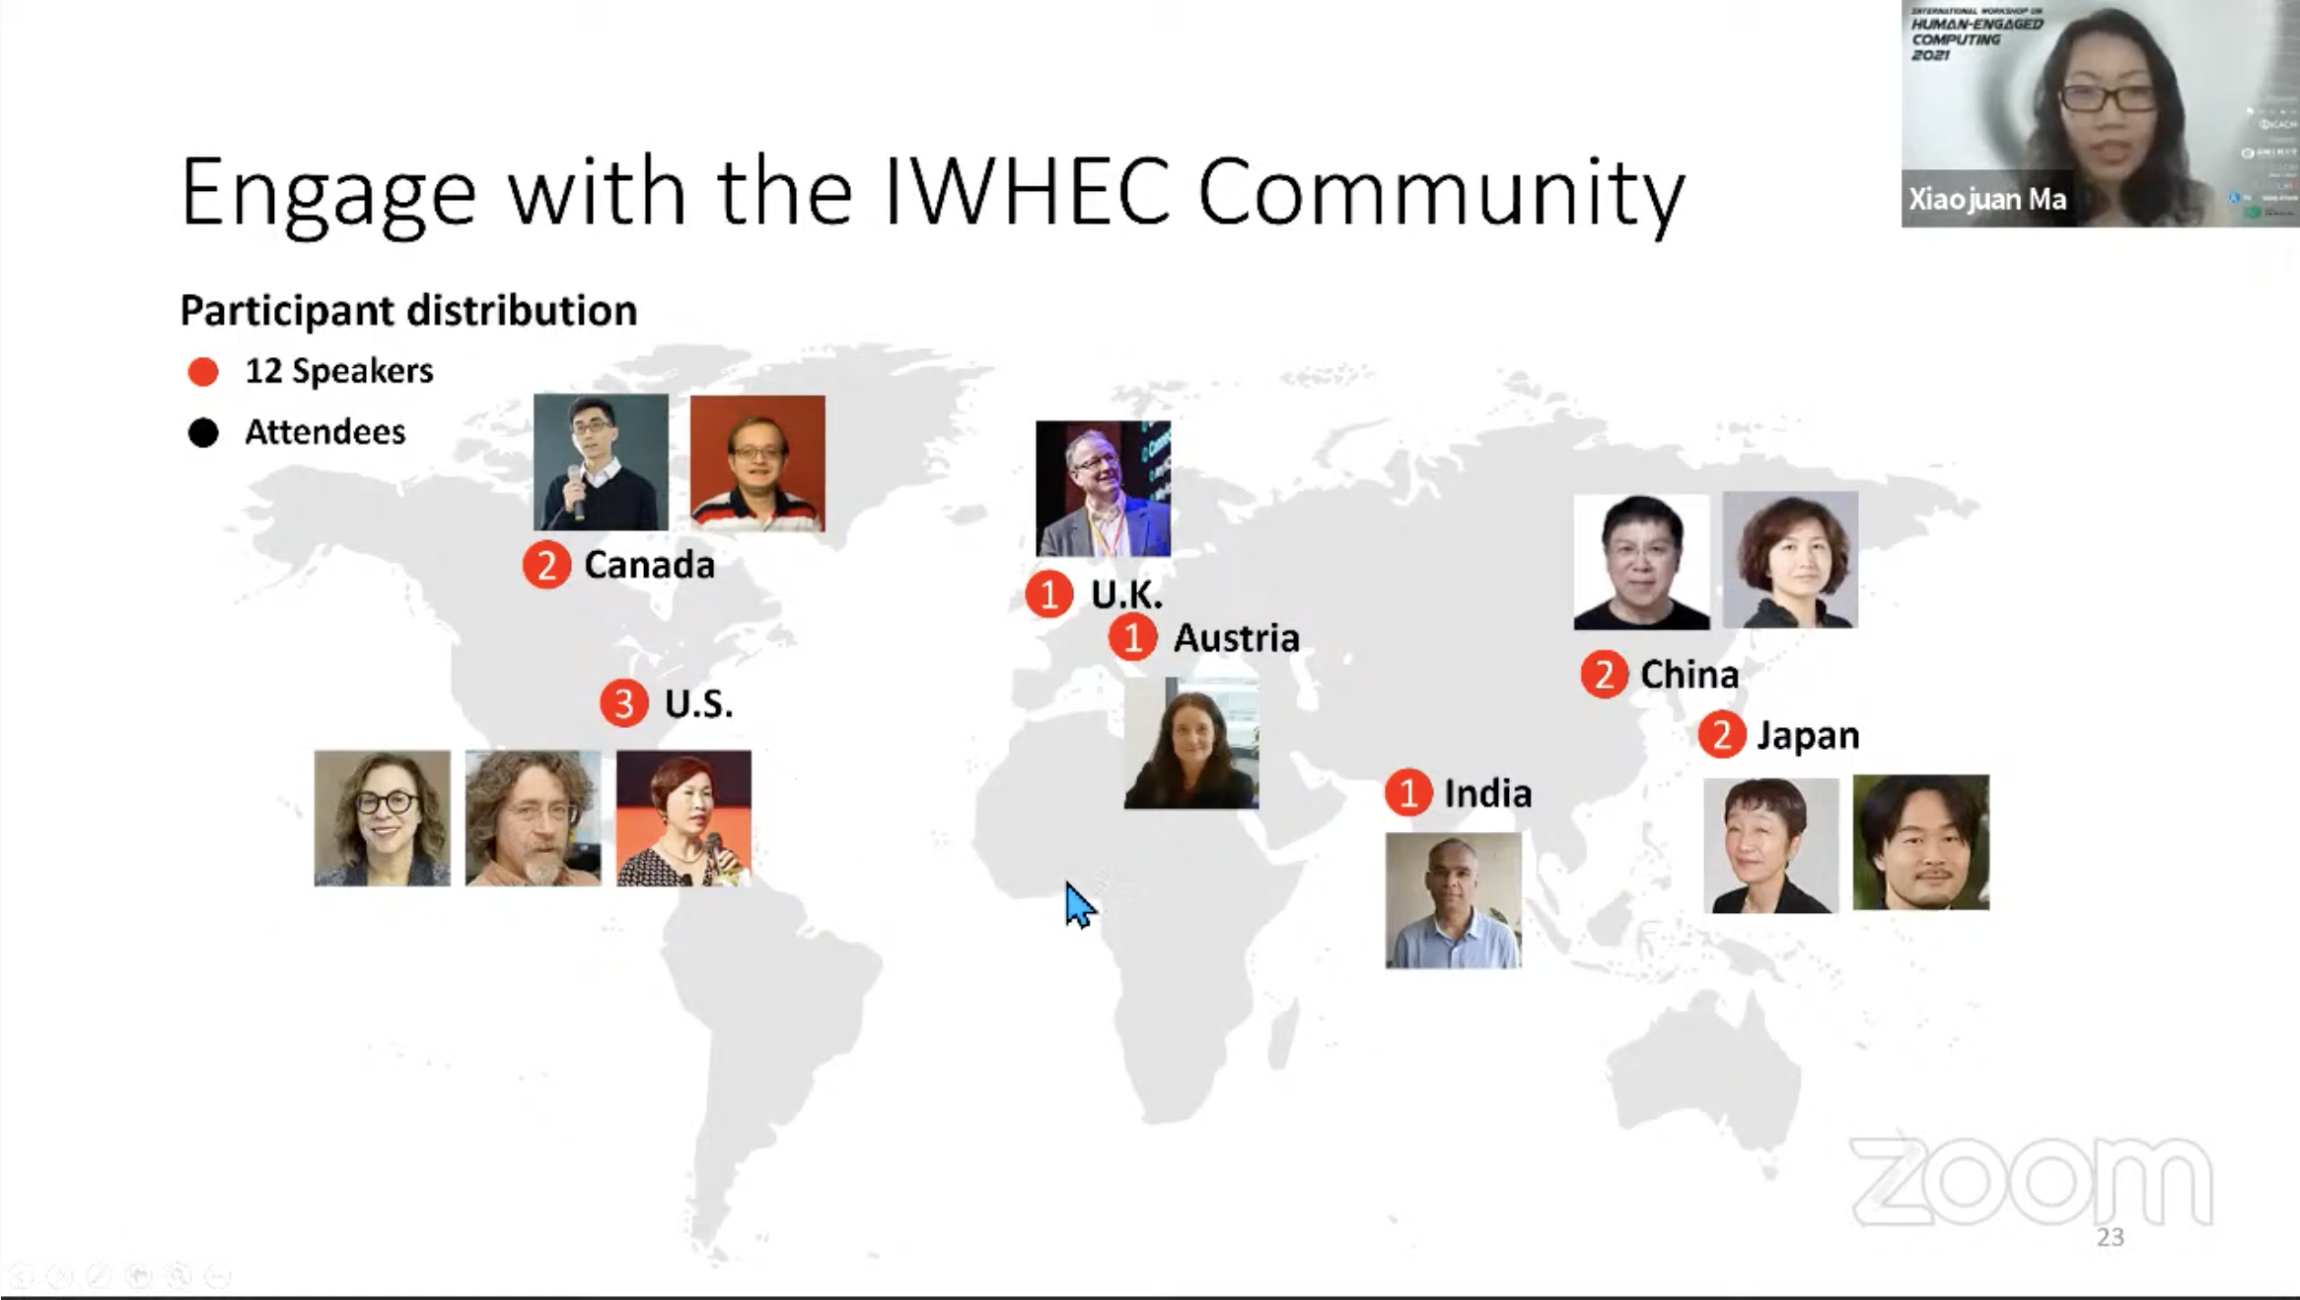 INTERNATIONAL WORKSHOP ON
HUMAN-ENGAGED
COMPUTING
2021
Xiaojuan Ma
Engage with the IWHEC Community
Participant distribution
12 Speakers
Attendees
2 Canada
1 U.K.
1 Austria
3 U.S.
2 China
2 Japan
1 India
zoom
23